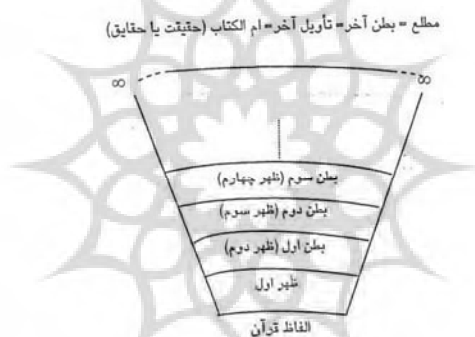 مطلع = بطن آخر= تأویل آخر= ام الکتاب (حقیقت یا حقایق)
∞ ∞
بطن سوم (ظهر چهارم)
بطن دوم (ظهر سوم)
بطن اول (ظهر دوم)
ظهر اول
الفاظ قرآن